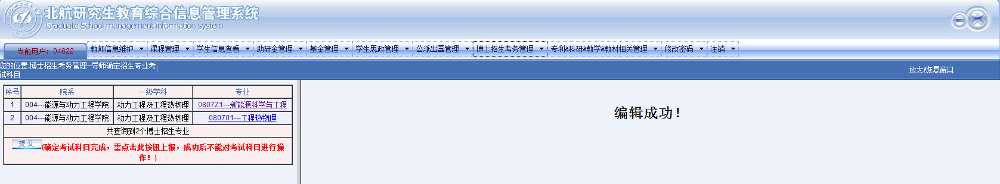 北航研究生教育综合信息管理系统
Graduate School management information system
当前用户：04822
教师信息维护 课程管理 学生信息查看 助研金管理 基金管理 学生思政管理 公派出国管理 博士招生考务管理 专利&科研&教学&教材相关管理 修改密码 注销
您的位置:博士招生考务管理--导师确定招生专业考
试科目
放大/恢复窗口
序号 院系 一级学科 专业
1 004---能源与动力工程学院 动力工程及工程热物理 0807Z1---新能源科学与工程
2 004---能源与动力工程学院 动力工程及工程热物理 080701---工程热物理
共查询到2个博士招生专业
提交 (确定考试科目完成，需点击此按钮上报，成功后不能对考试科目进行操
作！)
编辑成功！